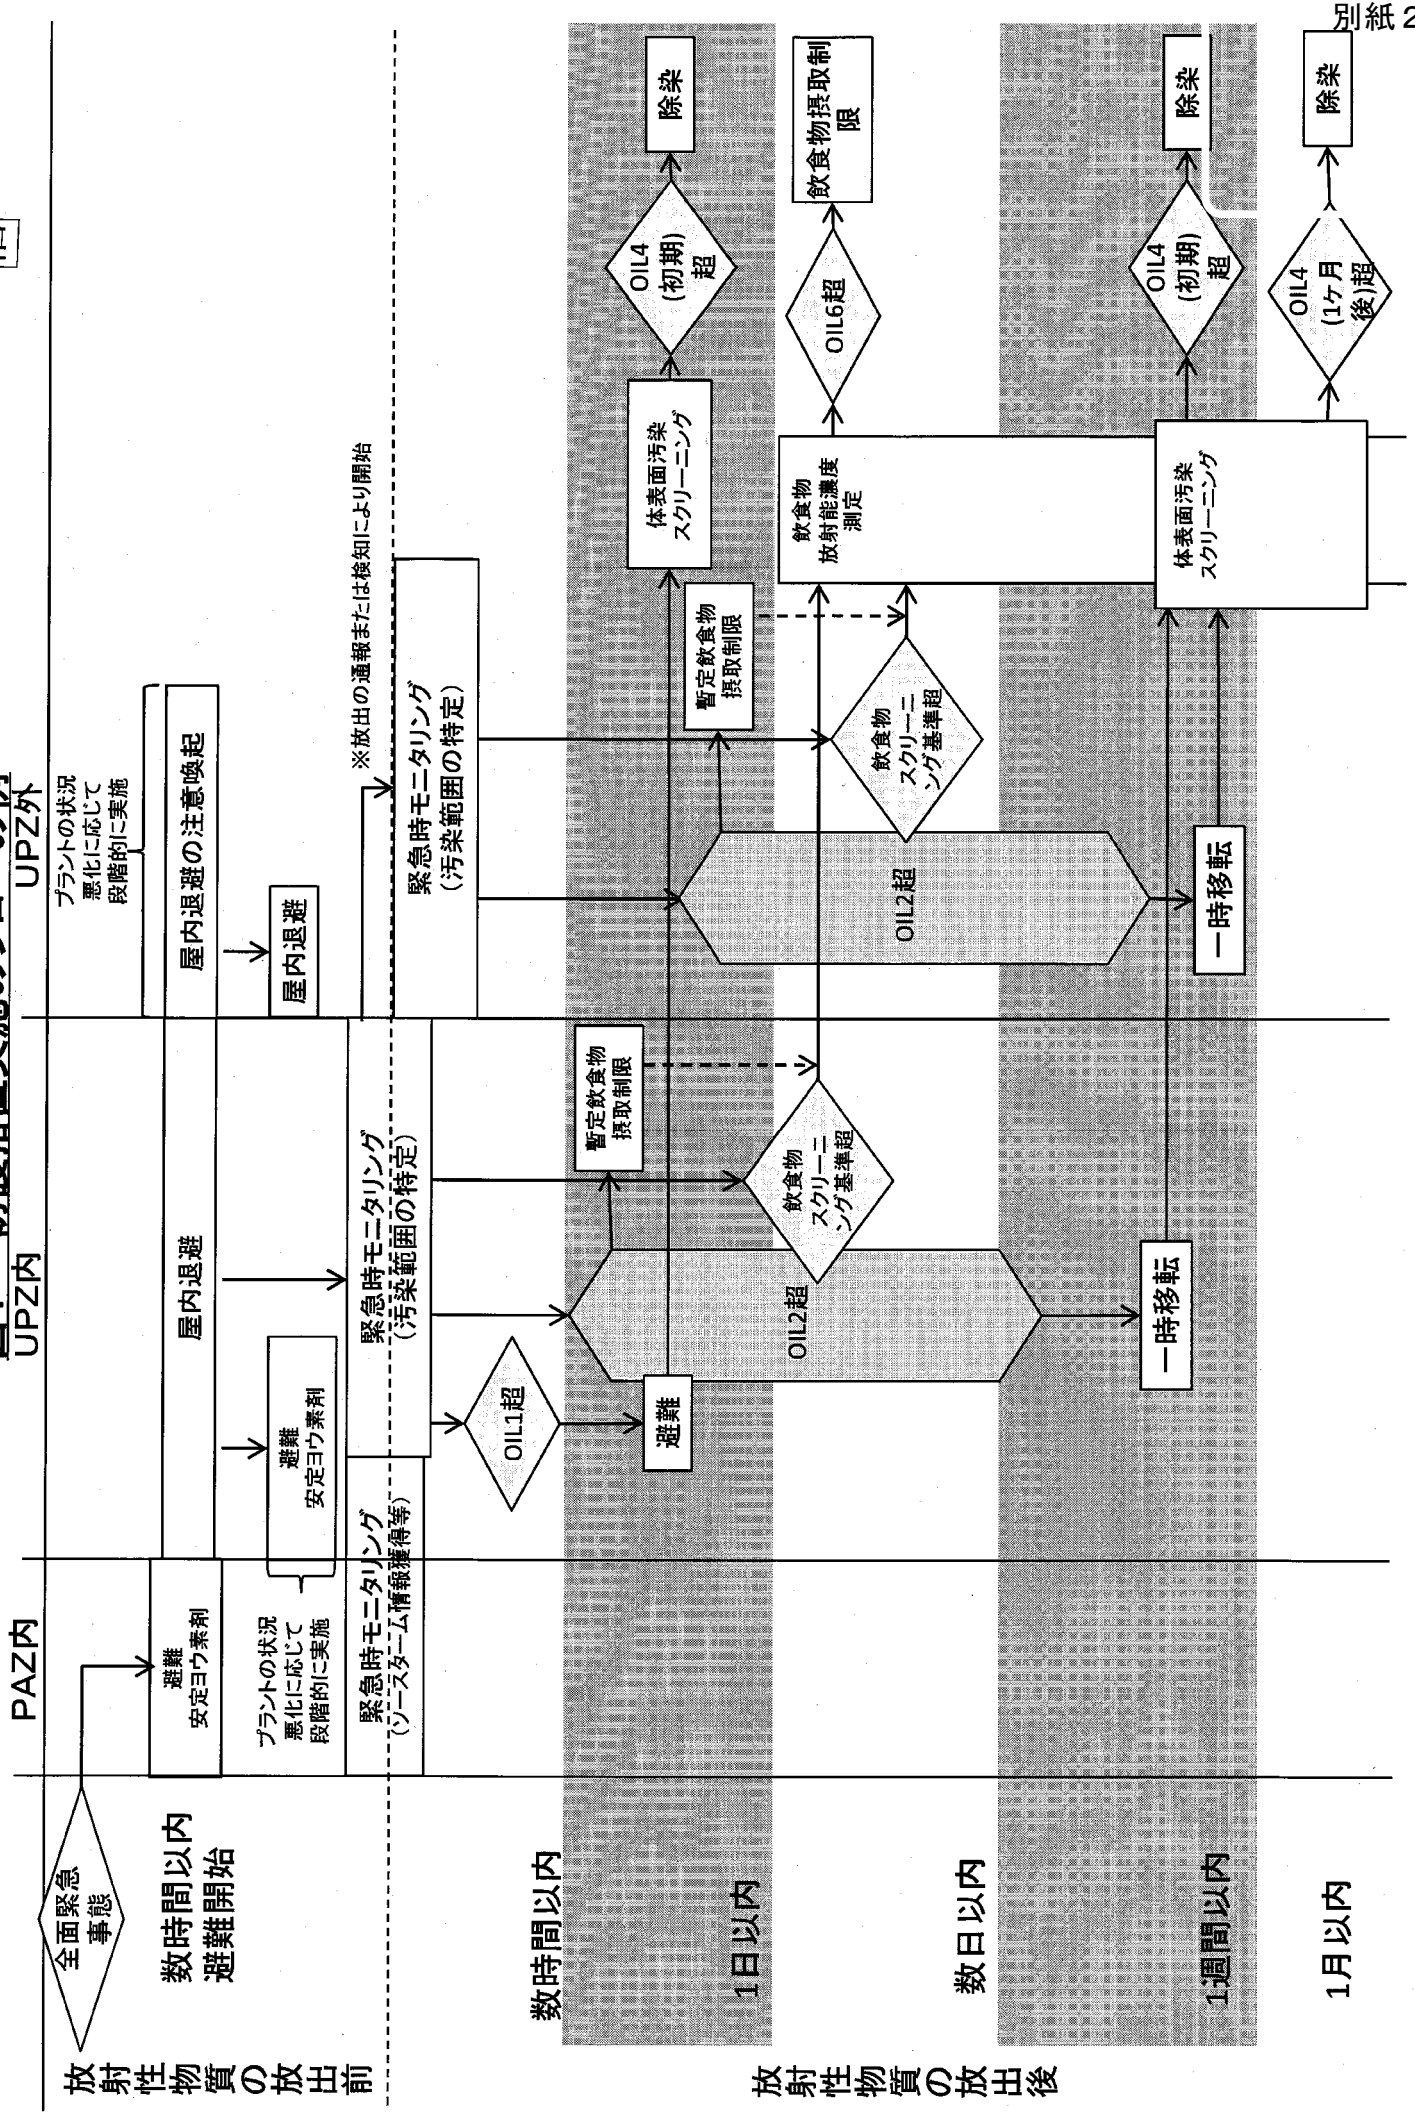 別紙２
PAZ内
UPZ内
UPZ外
放射性物質の放出前
全面緊急
事態
数時間以内
避難開始
避難
安定ヨウ素剤
屋内退避
プラントの状況
悪化に応じて
段階的に実施
屋内退避の注意喚起
プラントの状況
悪化に応じて
段階的に実施
避難
安定ヨウ素剤
屋内退避
※放出の通報または検知により開始
緊急時モニタリング
（ソースターム情報獲得等）
緊急時モニタリング
（汚染範囲の特定）
緊急時モニタリング
（汚染範囲の特定）
放射性物質の放出後
数時間以内
OIL1超
避難
暫定飲食物
摂取制限
暫定飲食物
摂取制限
体表面汚染
スクリーニング
OIL4
(初期)
超
除染
1日以内
OIL2超
飲食物
スクリーニ
ング基準超
OIL2超
飲食物
スクリーニ
ング基準超
飲食物
放射能濃度
測定
OIL6超
飲食物摂取制
限
数日以内
1週間以内
一時移転
一時移転
体表面汚染
スクリーニング
OIL4
(初期)
超
除染
1月以内
OIL4
(1ケ月
後)超
除染